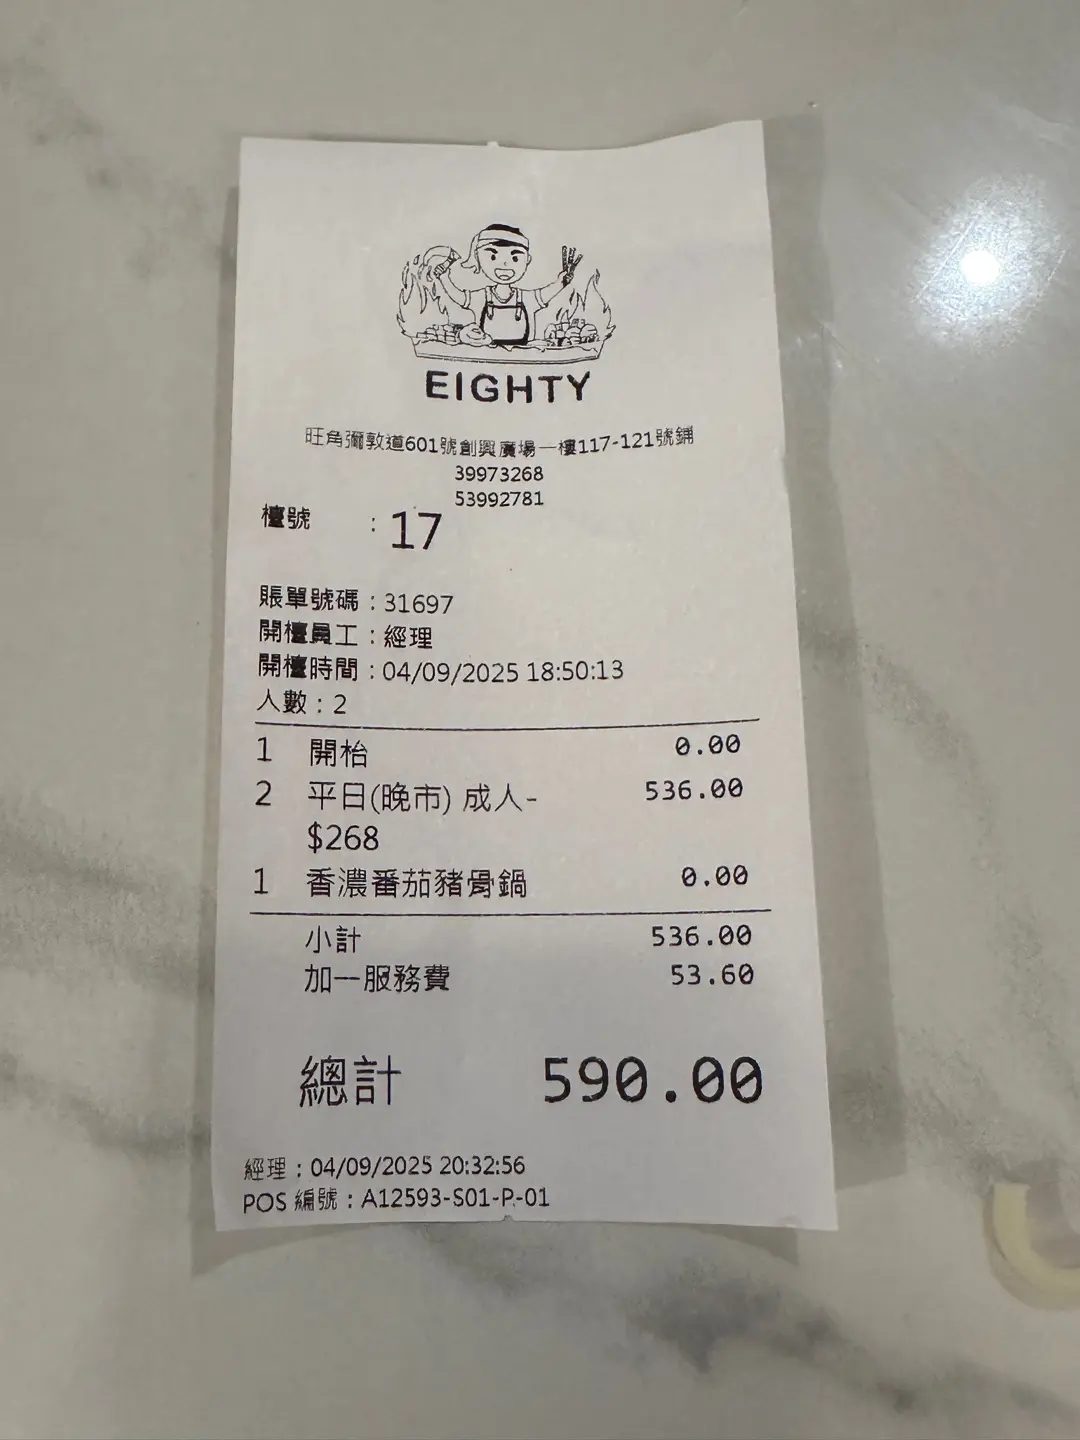 EIGHTY
旺角彌敦道601號創興廣場一樓117-121號鋪
39973268
53992781
檯號 : 17
賬單號碼 : 31697
開檯員工 : 經理
開檯時間 : 04/09/2025 18:50:13
人數 : 2
1 開枱 0.00
2 平日(晚市) 成人- 536.00
$268
1 香濃番茄豬骨鍋 0.00
小計 536.00
加一服務費 53.60
總計 590.00
經理 : 04/09/2025 20:32:56
POS 編號 : A12593-S01-P-01